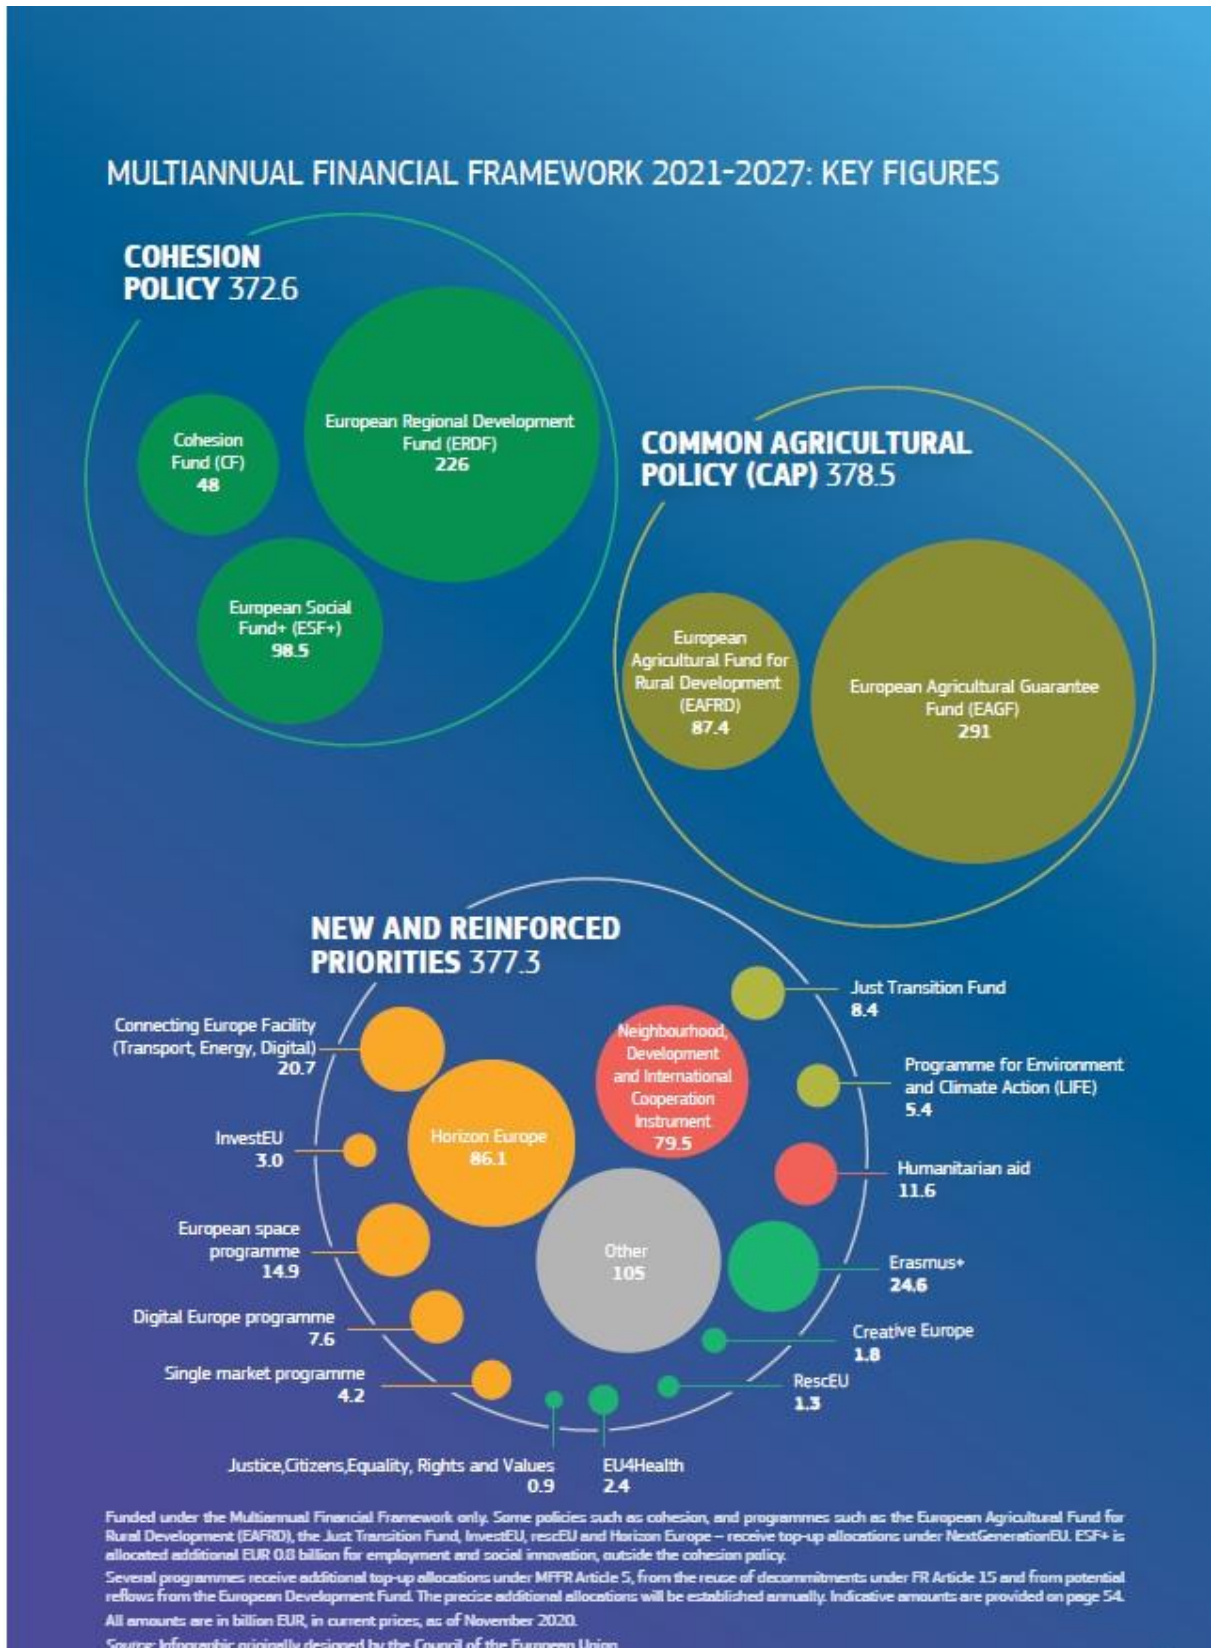 MULTIANNUAL FINANCIAL FRAMEWORK 2021-2027: KEY FIGURES
COHESION
POLICY 372.6
Cohesion
Fund (CF)
48
European Regional Development
Fund (ERDF)
226
European Social
Fund+ (ESF+)
98.5
COMMON AGRICULTURAL
POLICY (CAP) 378.5
European
Agricultural Fund for
Rural Development
(EAFRD)
87.4
European Agricultural Guarantee
Fund (EAGF)
291
NEW AND REINFORCED
PRIORITIES 377.3
Connecting Europe Facility
(Transport, Energy, Digital)
20.7
InvestEU
3.0
European space
programme
14.9
Digital Europe programme
7.6
Single market programme
4.2
Horizon Europe
86.1
Neighbourhood,
Development
and International
Cooperation
Instrument
79.5
Other
105
Just Transition Fund
8.4
Programme for Environment
and Climate Action (LIFE)
5.4
Humanitarian aid
11.6
Erasmus+
24.6
Creative Europe
1.8
RescEU
1.3
Justice,Citizens,Equality, Rights and Values
0.9
EU4Health
2.4
Funded under the Multiannual Financial Framework only. Some policies such as cohesion, and programmes such as the European Agricultural Fund for
Rural Development (EAFRD), the Just Transition Fund, InvestEU, rescEU and Horizon Europe – receive top-up allocations under NextGenerationEU. ESF+ is
allocated additional EUR 0.8 billion for employment and social innovation, outside the cohesion policy.
Several programmes receive additional top-up allocations under MFFR Article 5, from the reuse of decommitments under FR Article 15 and from potential
reflows from the European Development Fund. The precise additional allocations will be established annually. Indicative amounts are provided on page 54.
All amounts are in billion EUR, in current prices, as of November 2020.
Source: Infographic originally designed by the Council of the European Union